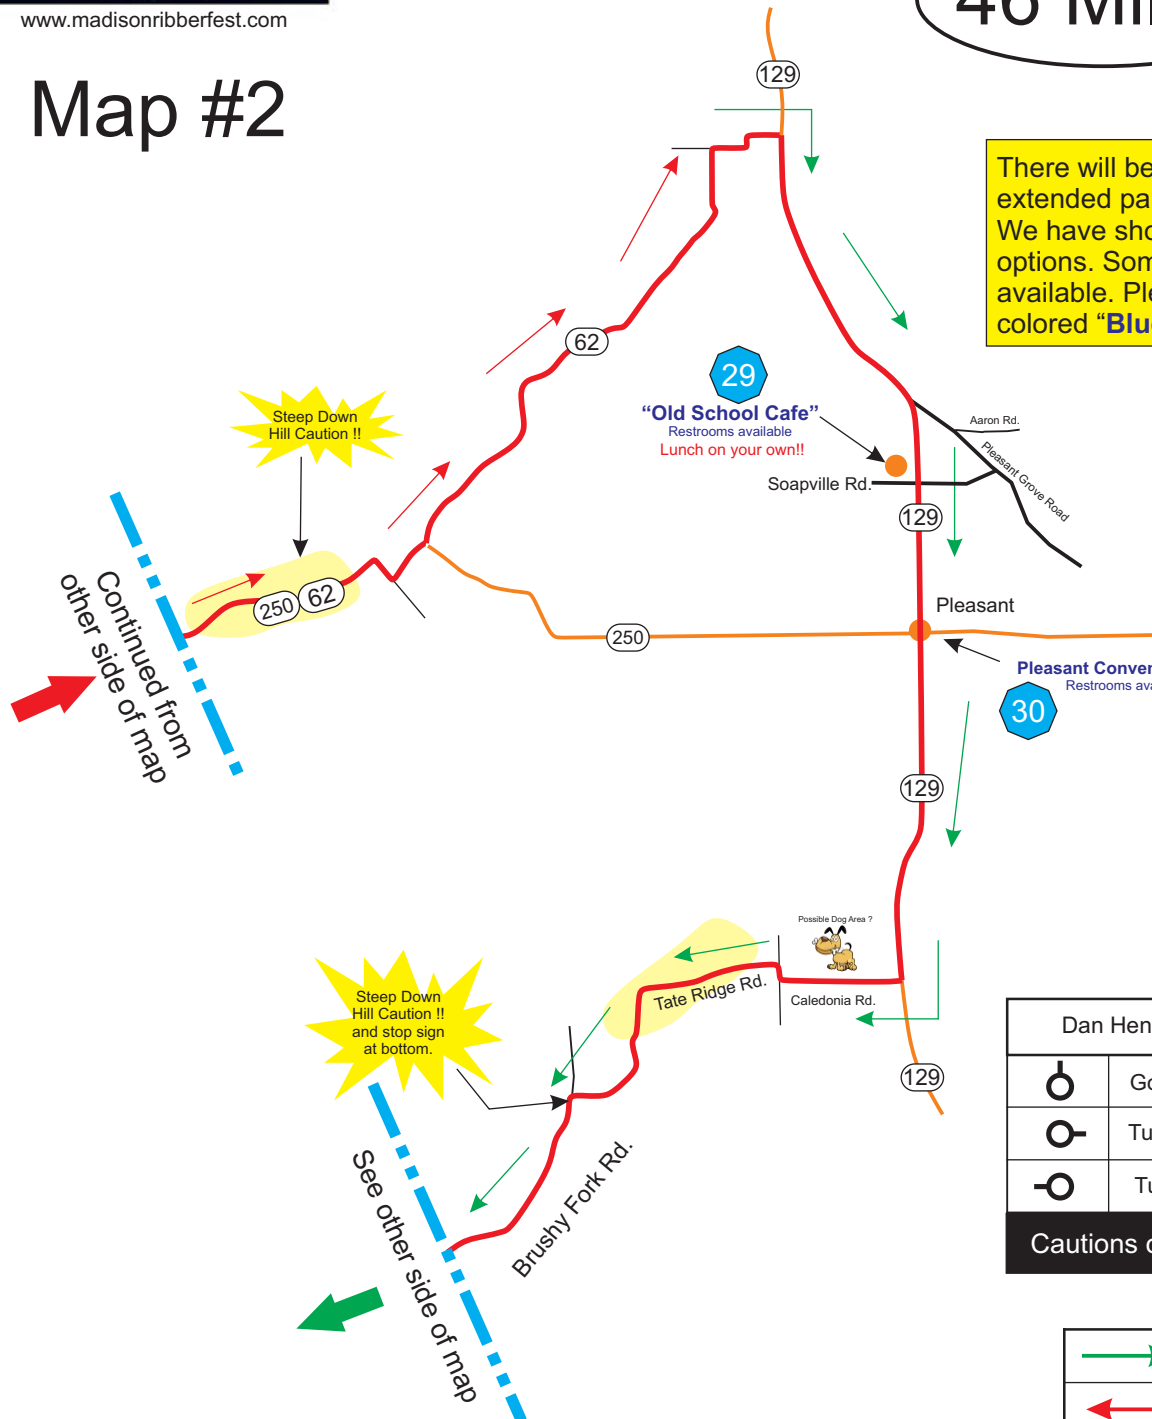 www.madisonribberfest.com
46
Map #2
129
There will be
extended pa
We have sho
options. Som
available. Ple
colored “Blu
62
29
“Old School Cafe”
Restrooms available
Lunch on your own!!
Steep Down
Hill Caution !!
Aaron Rd.
Pleasant Grove Road
Soapville Rd.
129
250 62
Continued from
other side of map
Pleasant
250
Pleasant Conven
Restrooms ava
30
129
Possible Dog Area ?
Tate Ridge Rd.
Caledonia Rd.
Steep Down
Hill Caution !!
and stop sign
at bottom.
129
Dan Hen
Go
Tu
Tu
Brushy Fork Rd.
See other side of map
Cautions